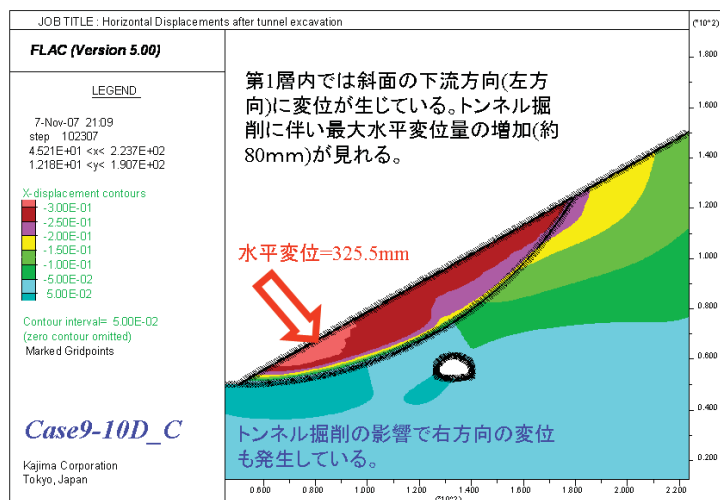 JOB TITLE : Horizontal Displacements after tunnel excavation
(*10^2)
FLAC (Version 5.00)
LEGEND
7-Nov-07 21:09
step 102307
4.521E+01 <x< 2.237E+02
1.218E+01 <y< 1.907E+02
X-displacement contours
-3.00E-01
-2.50E-01
-2.00E-01
-1.50E-01
-1.00E-01
-5.00E-02
5.00E-02
Contour interval= 5.00E-02
(zero contour omitted)
Marked Gridpoints
Case9-10D_C
Kajima Corporation
Tokyo, Japan
第1層内では斜面の下流方向(左方
向)に変位が生じている。トンネル掘
削に伴い最大水平変位量の増加(約
80mm)が見れる。
水平変位=325.5mm
トンネル掘削の影響で右方向の変位
も発生している。
1.800
1.600
1.400
1.200
1.000
0.800
0.600
0.400
0.200
0.600
0.800
1.000
1.200
1.400
1.600
1.800
2.000
2.200
(*10^2)